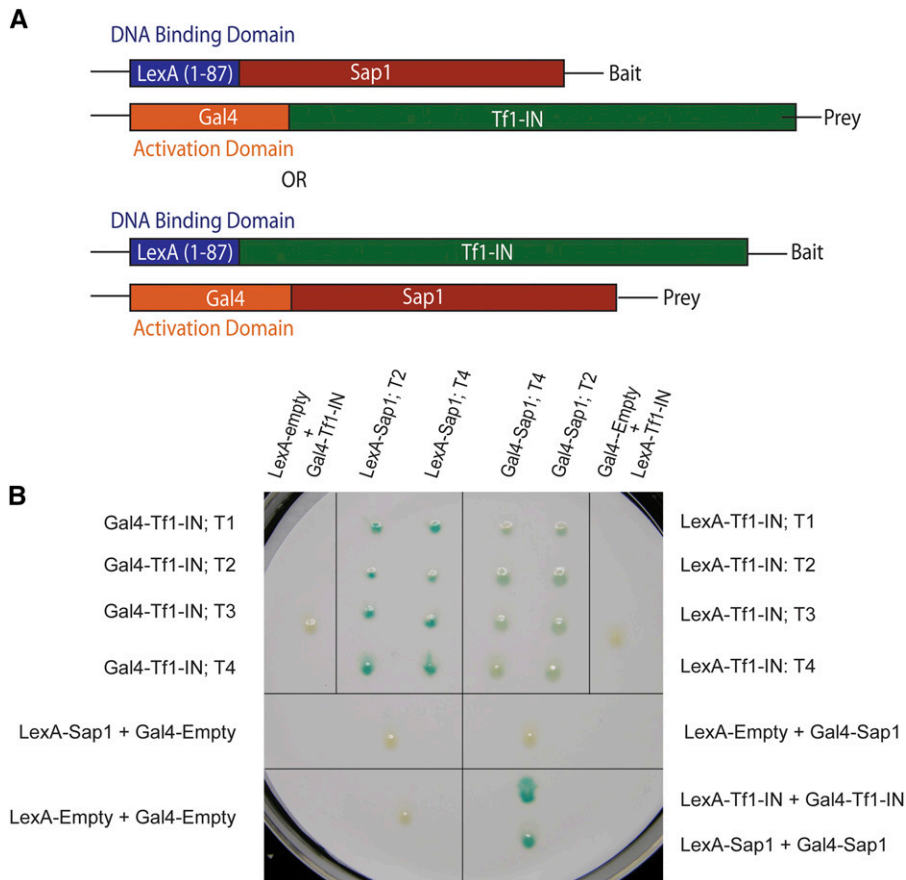 A
DNA Binding Domain
LexA (1-87) Sap1 Bait
Gal4 Tf1-IN Prey
Activation Domain
OR
DNA Binding Domain
LexA (1-87) Tf1-IN Bait
Gal4 Sap1 Prey
Activation Domain
LexA-empty
+
Gal4-Tf1-IN
LexA-Sap1; T2
LexA-Sap1; T4
Gal4-Sap1; T4
Gal4-Sap1; T2
Gal4--Empty
+
LexA-Tf1-IN
B
Gal4-Tf1-IN; T1 LexA-Tf1-IN; T1
Gal4-Tf1-IN; T2 LexA-Tf1-IN: T2
Gal4-Tf1-IN; T3 LexA-Tf1-IN; T3
Gal4-Tf1-IN; T4 LexA-Tf1-IN: T4
LexA-Sap1 + Gal4-Empty LexA-Empty + Gal4-Sap1
LexA-Empty + Gal4-Empty LexA-Tf1-IN + Gal4-Tf1-IN
LexA-Sap1 + Gal4-Sap1